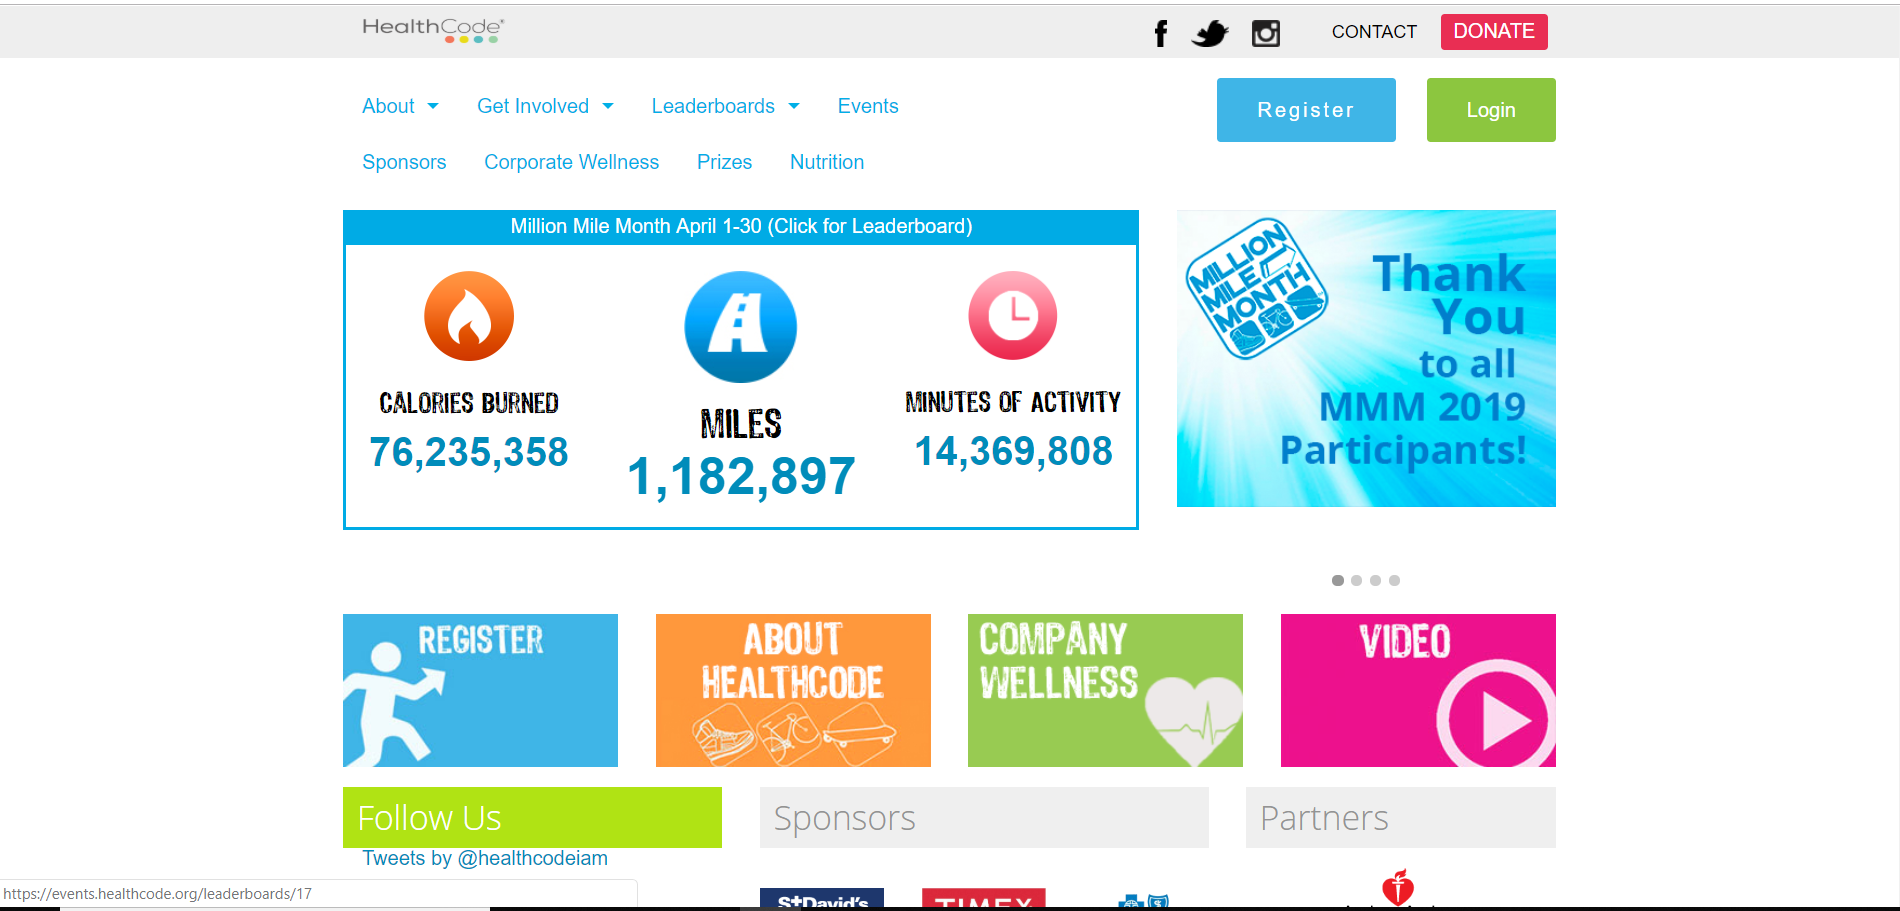 HealthCode®
CONTACT
DONATE
About
Get Involved
Leaderboards
Events
Register
Login
Sponsors
Corporate Wellness
Prizes
Nutrition
Million Mile Month April 1-30 (Click for Leaderboard)
CALORIES BURNED
76,235,358
MILES
1,182,897
MINUTES OF ACTIVITY
14,369,808
MILLION
MILE
MONTH
Thank
You
to all
MMM 2019
Participants!
REGISTER
ABOUT
HEALTHCODE
COMPANY
WELLNESS
VIDEO
Follow Us
Sponsors
Partners
Tweets by @healthcodeiam
https://events.healthcode.org/leaderboards/17
StDavid's
TIMEX